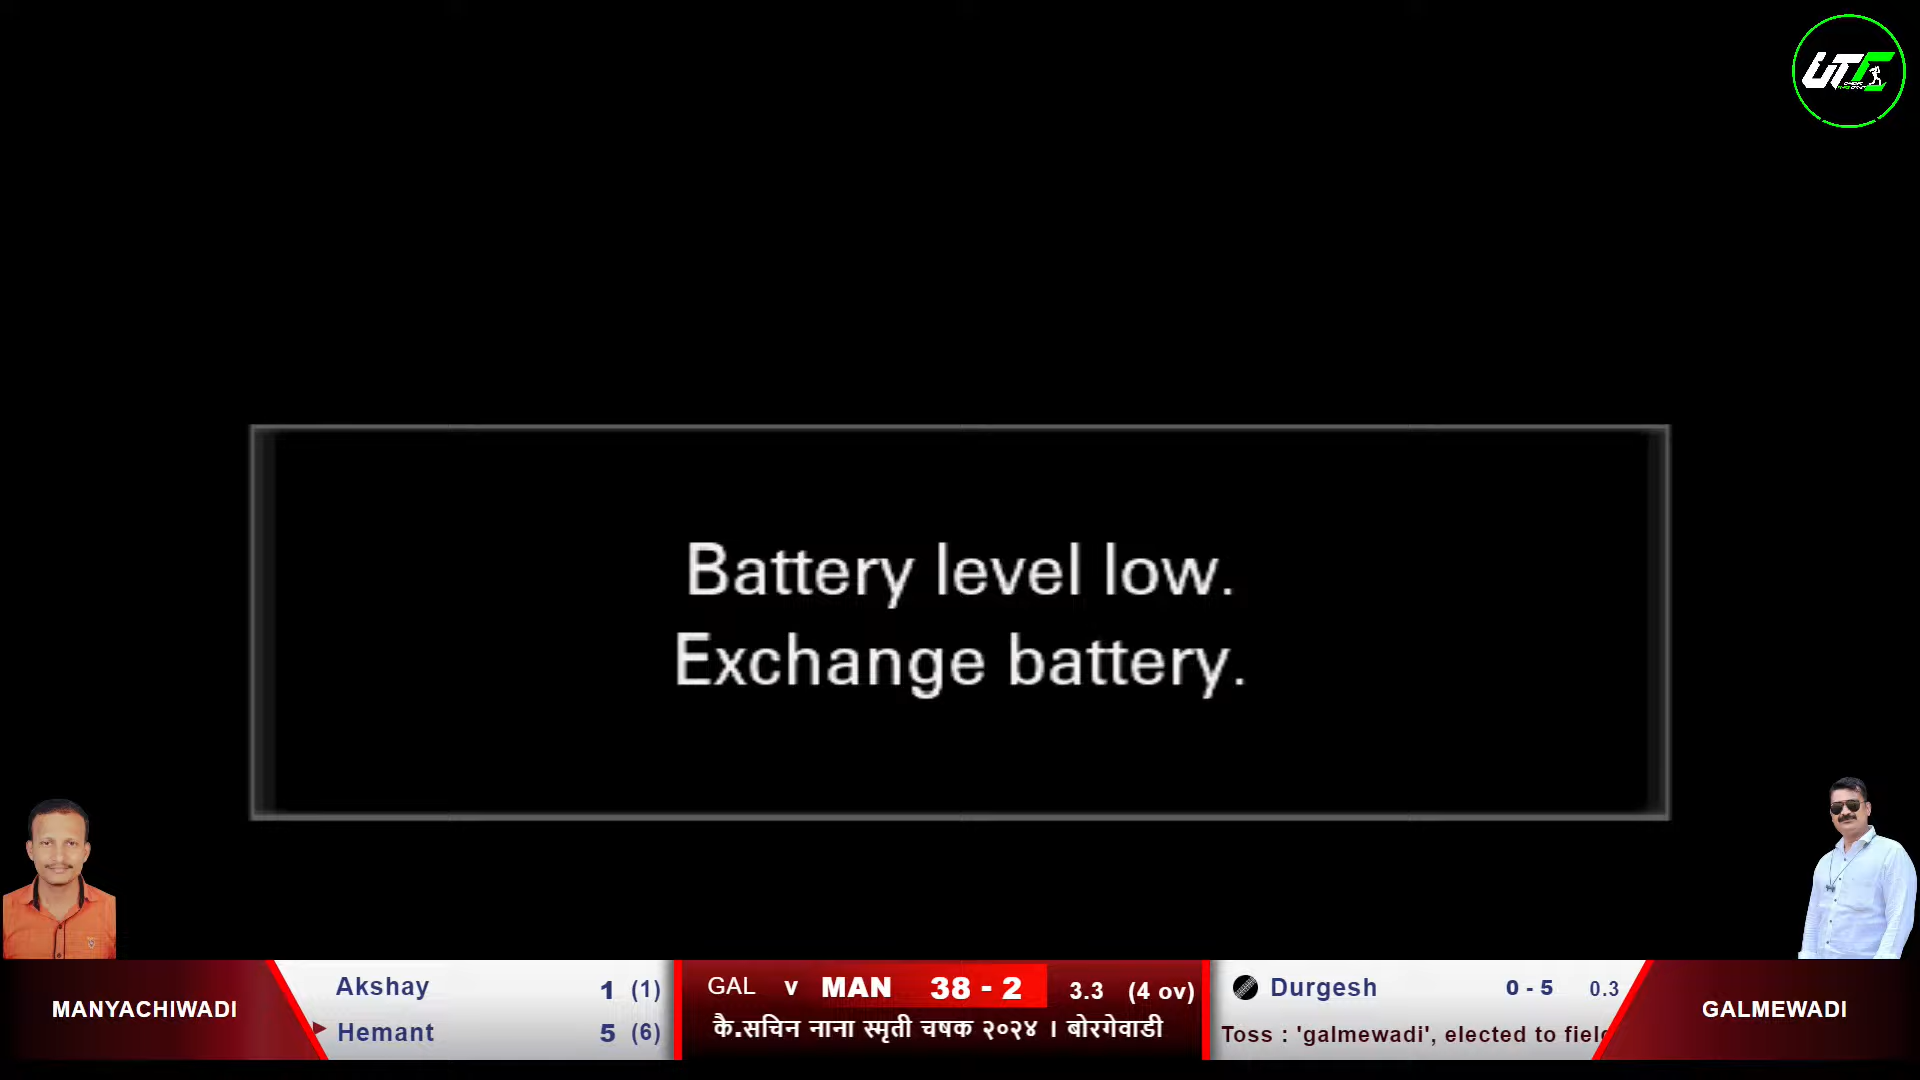 UTC
Battery level low.
Exchange battery.
MANYACHIWADI
Akshay 1 (1)
Hemant 5 (6)
GAL v MAN 38 - 2 3.3 (4 ov)
कै.सचिन नाना स्मृती चषक २०२४ । बोरगेवाडी
Durgesh 0 - 5 0.3
Toss : 'galmewadi', elected to fiel
GALMEWADI